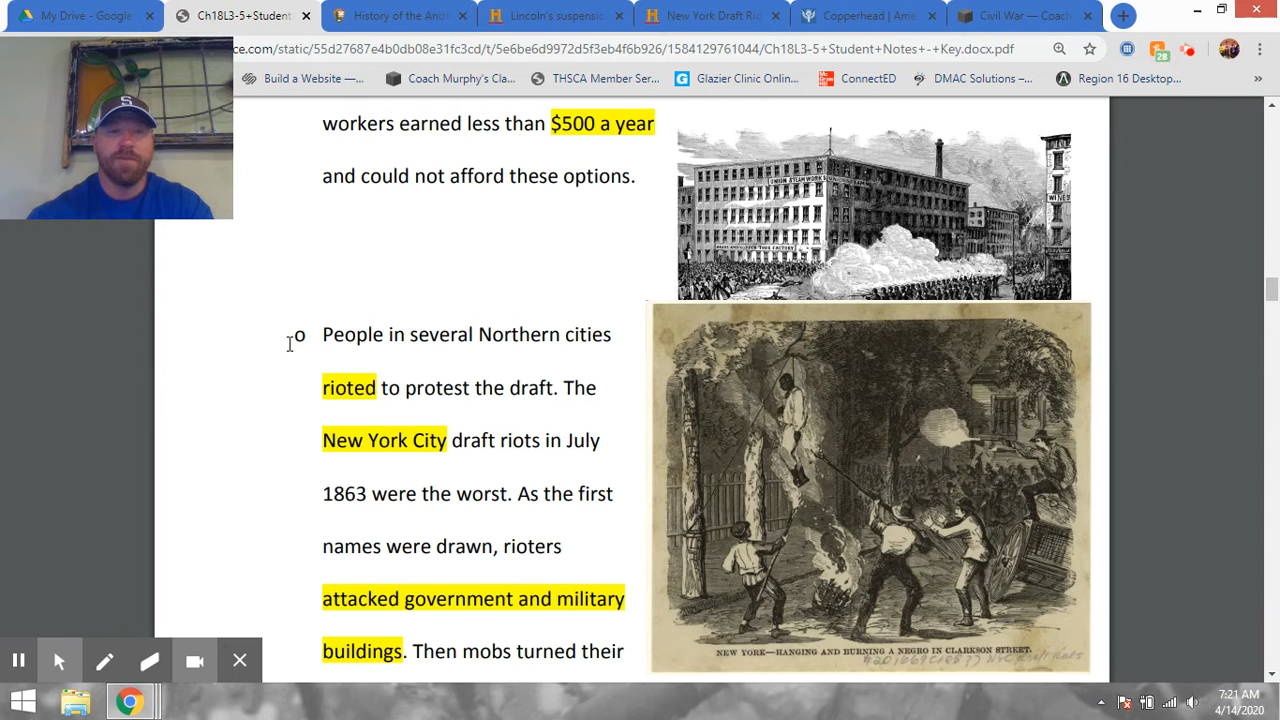 My Drive - Google
Ch18L3-5+Student
History of the And
Lincoln's suspensio
New York Draft Rio
Copperhead | Ame
Civil War — Coach
ce.com/static/55d27687e4b0db08e31fc3cd/t/5e6be6d9972d5f3eb4f6b926/1584129761044/Ch18L3-5+Student+Notes+-+Key.docx.pdf
28
Build a Website —...
Coach Murphy's Cla...
THSCA Member Ser...
Glazier Clinic Onlin...
ConnectED
DMAC Solutions –...
Region 16 Desktop...
»
S
workers earned less than $500 a year
and could not afford these options.
UNION STEAM WORKS
WINES
o People in several Northern cities
rioted to protest the draft. The
New York City draft riots in July
1863 were the worst. As the first
names were drawn, rioters
attacked government and military
buildings. Then mobs turned their
NEW YORK—HANGING AND BURNING A NEGRO IN CLARKSON STREET.
7:21 AM
4/14/2020